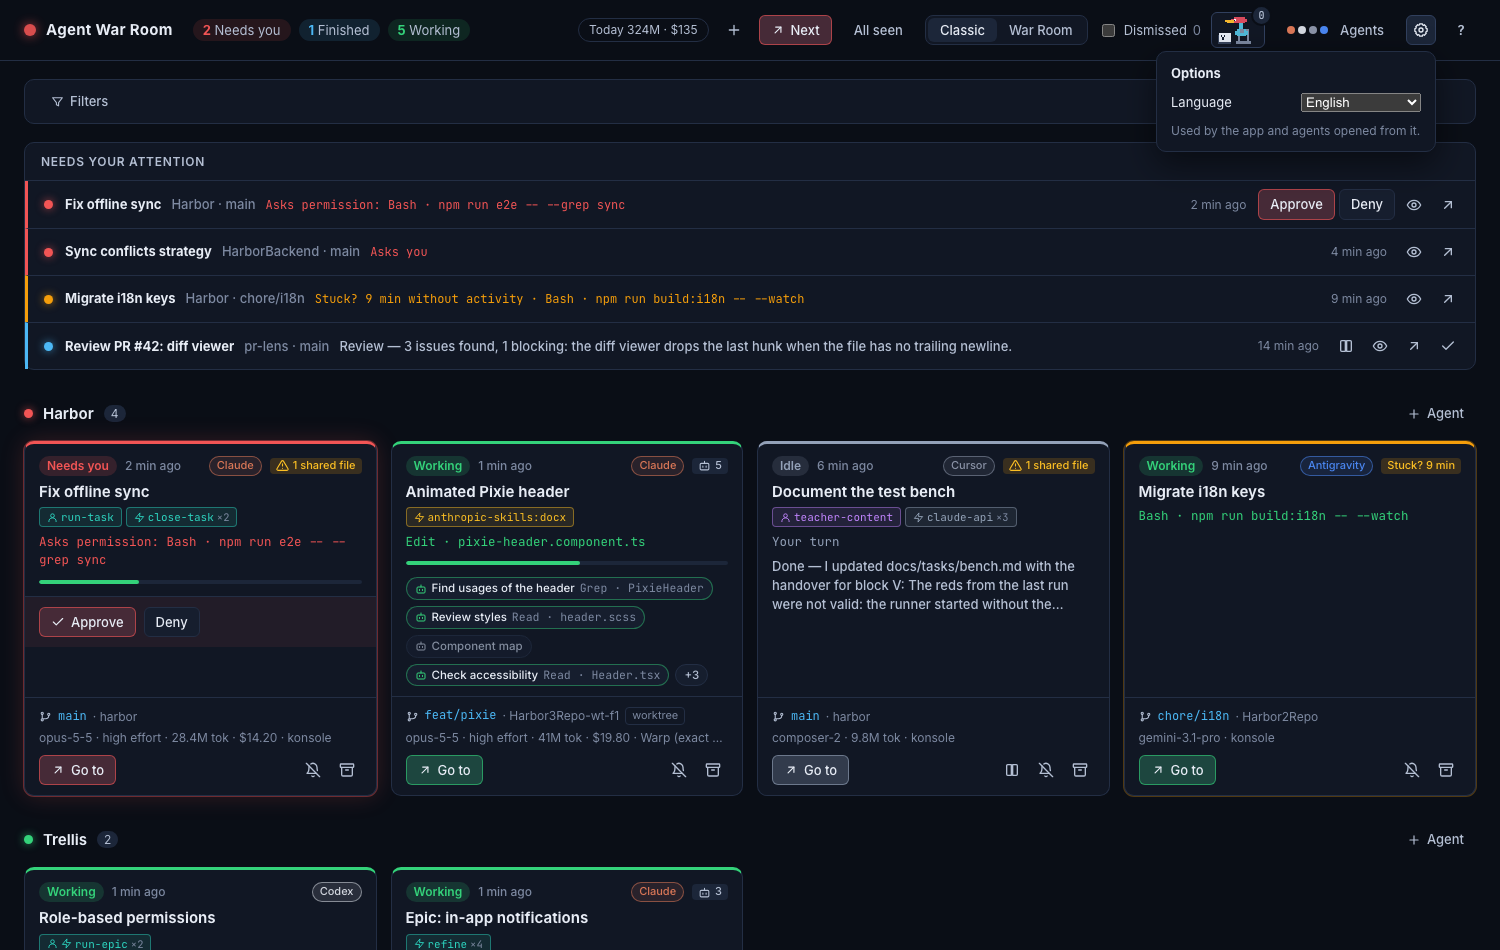 Agent War Room
2 Needs you
1 Finished
5 Working
Today 324M · $135
Next
All seen
Classic
War Room
Dismissed 0
0
Agents
?
Options
Language
English
Used by the app and agents opened from it.
Filters
NEEDS YOUR ATTENTION
Fix offline sync Harbor · main Asks permission: Bash · npm run e2e -- --grep sync 2 min ago Approve Deny
Sync conflicts strategy HarborBackend · main Asks you 4 min ago
Migrate i18n keys Harbor · chore/i18n Stuck? 9 min without activity · Bash · npm run build:i18n -- --watch 9 min ago
Review PR #42: diff viewer pr-lens · main Review — 3 issues found, 1 blocking: the diff viewer drops the last hunk when the file has no trailing newline. 14 min ago
Harbor 4
+ Agent
Needs you 2 min ago Claude 1 shared file
Fix offline sync
run-task close-task ×2
Asks permission: Bash · npm run e2e -- --
grep sync
Approve Deny
main · harbor
opus-5-5 · high effort · 28.4M tok · $14.20 · konsole
Go to
Working 1 min ago Claude 5
Animated Pixie header
anthropic-skills:docx
Edit · pixie-header.component.ts
Find usages of the header Grep · PixieHeader
Review styles Read · header.scss
Component map
Check accessibility Read · Header.tsx +3
feat/pixie · Harbor3Repo-wt-f1 worktree
opus-5-5 · high effort · 41M tok · $19.80 · Warp (exact ...
Go to
Idle 6 min ago Cursor 1 shared file
Document the test bench
teacher-content claude-api ×3
Your turn
Done — I updated docs/tasks/bench.md with the
handover for block V: The reds from the last run
were not valid: the runner started without the...
main · harbor
composer-2 · 9.8M tok · konsole
Go to
Working 9 min ago Antigravity Stuck? 9 min
Migrate i18n keys
Bash · npm run build:i18n -- --watch
chore/i18n · Harbor2Repo
gemini-3.1-pro · konsole
Go to
Trellis 2
+ Agent
Working 1 min ago Codex
Role-based permissions
run-epic ×2
Working 1 min ago Claude 3
Epic: in-app notifications
refine ×4